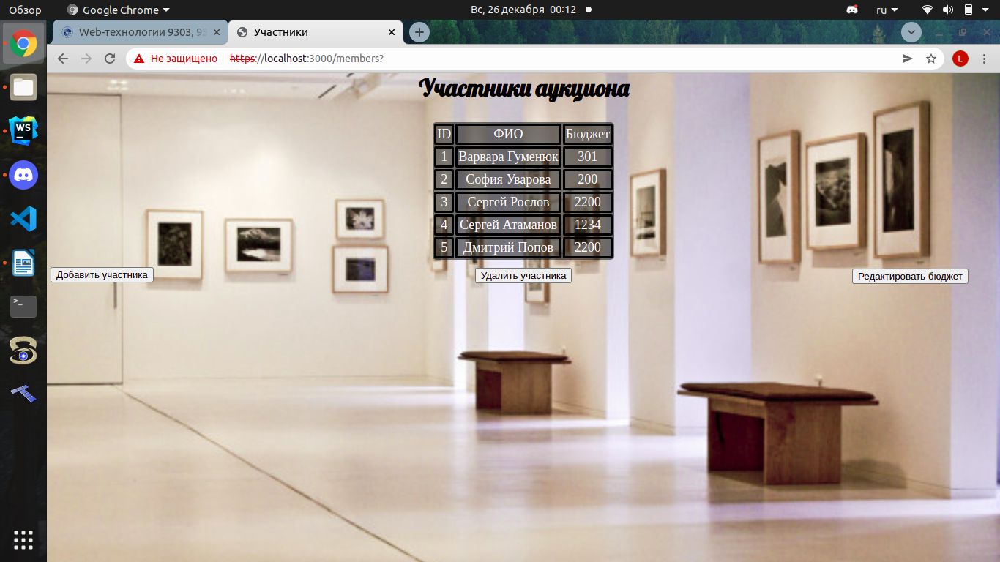 Обзор Google Chrome Вс, 26 декабря 00:12 ru
Web-технологии 9303, 93 Участники
Не защищено https://localhost:3000/members? L
Участники аукциона
ID ФИО Бюджет
1 Варвара Гуменюк 301
2 София Уварова 200
3 Сергей Рослов 2200
4 Сергей Атаманов 1234
5 Дмитрий Попов 2200
Добавить участника Удалить участника Редактировать бюджет
WS
>_